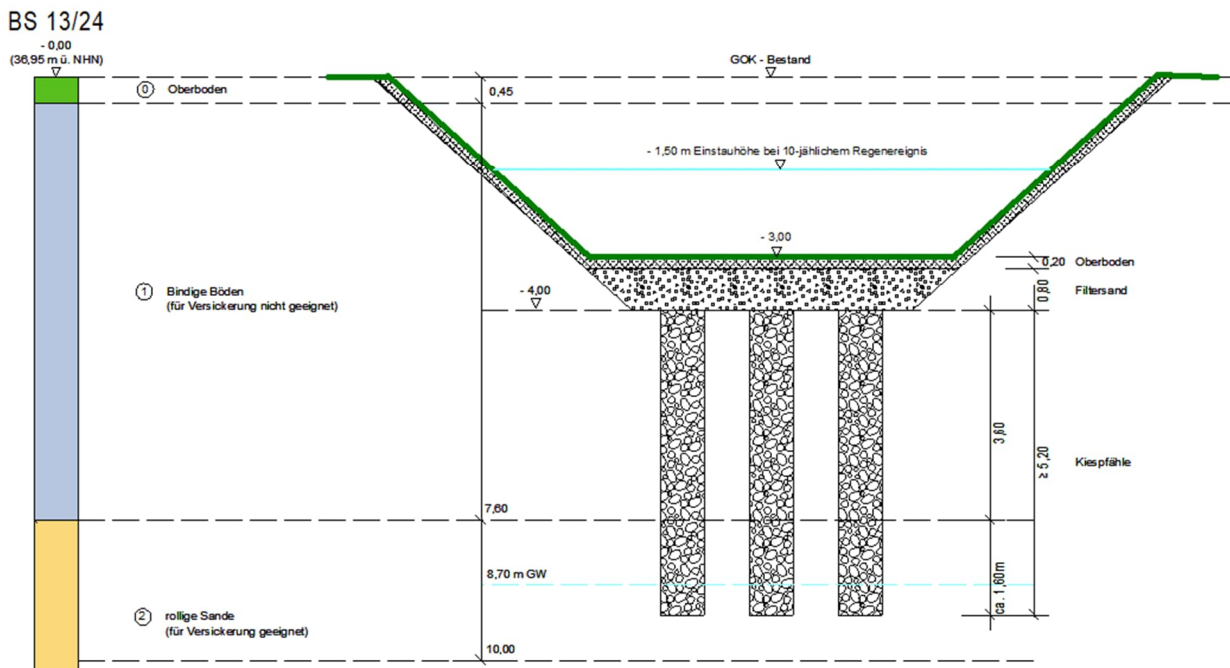 BS 13/24
- 0,00
(36,95 m ü. NHN)
GOK - Bestand
0 Oberboden
0,45
- 1,50 m Einstauhöhe bei 10-jählichem Regenereignis
- 3,00
0,20 Oberboden
1 Bindige Böden
(für Versickerung nicht geeignet)
- 4,00
0,80 Filtersand
3,60
≥ 5,20
Kiespfähle
7,60
8,70 m GW
ca. 1,60m
2 rollige Sande
(für Versickerung geeignet)
10,00